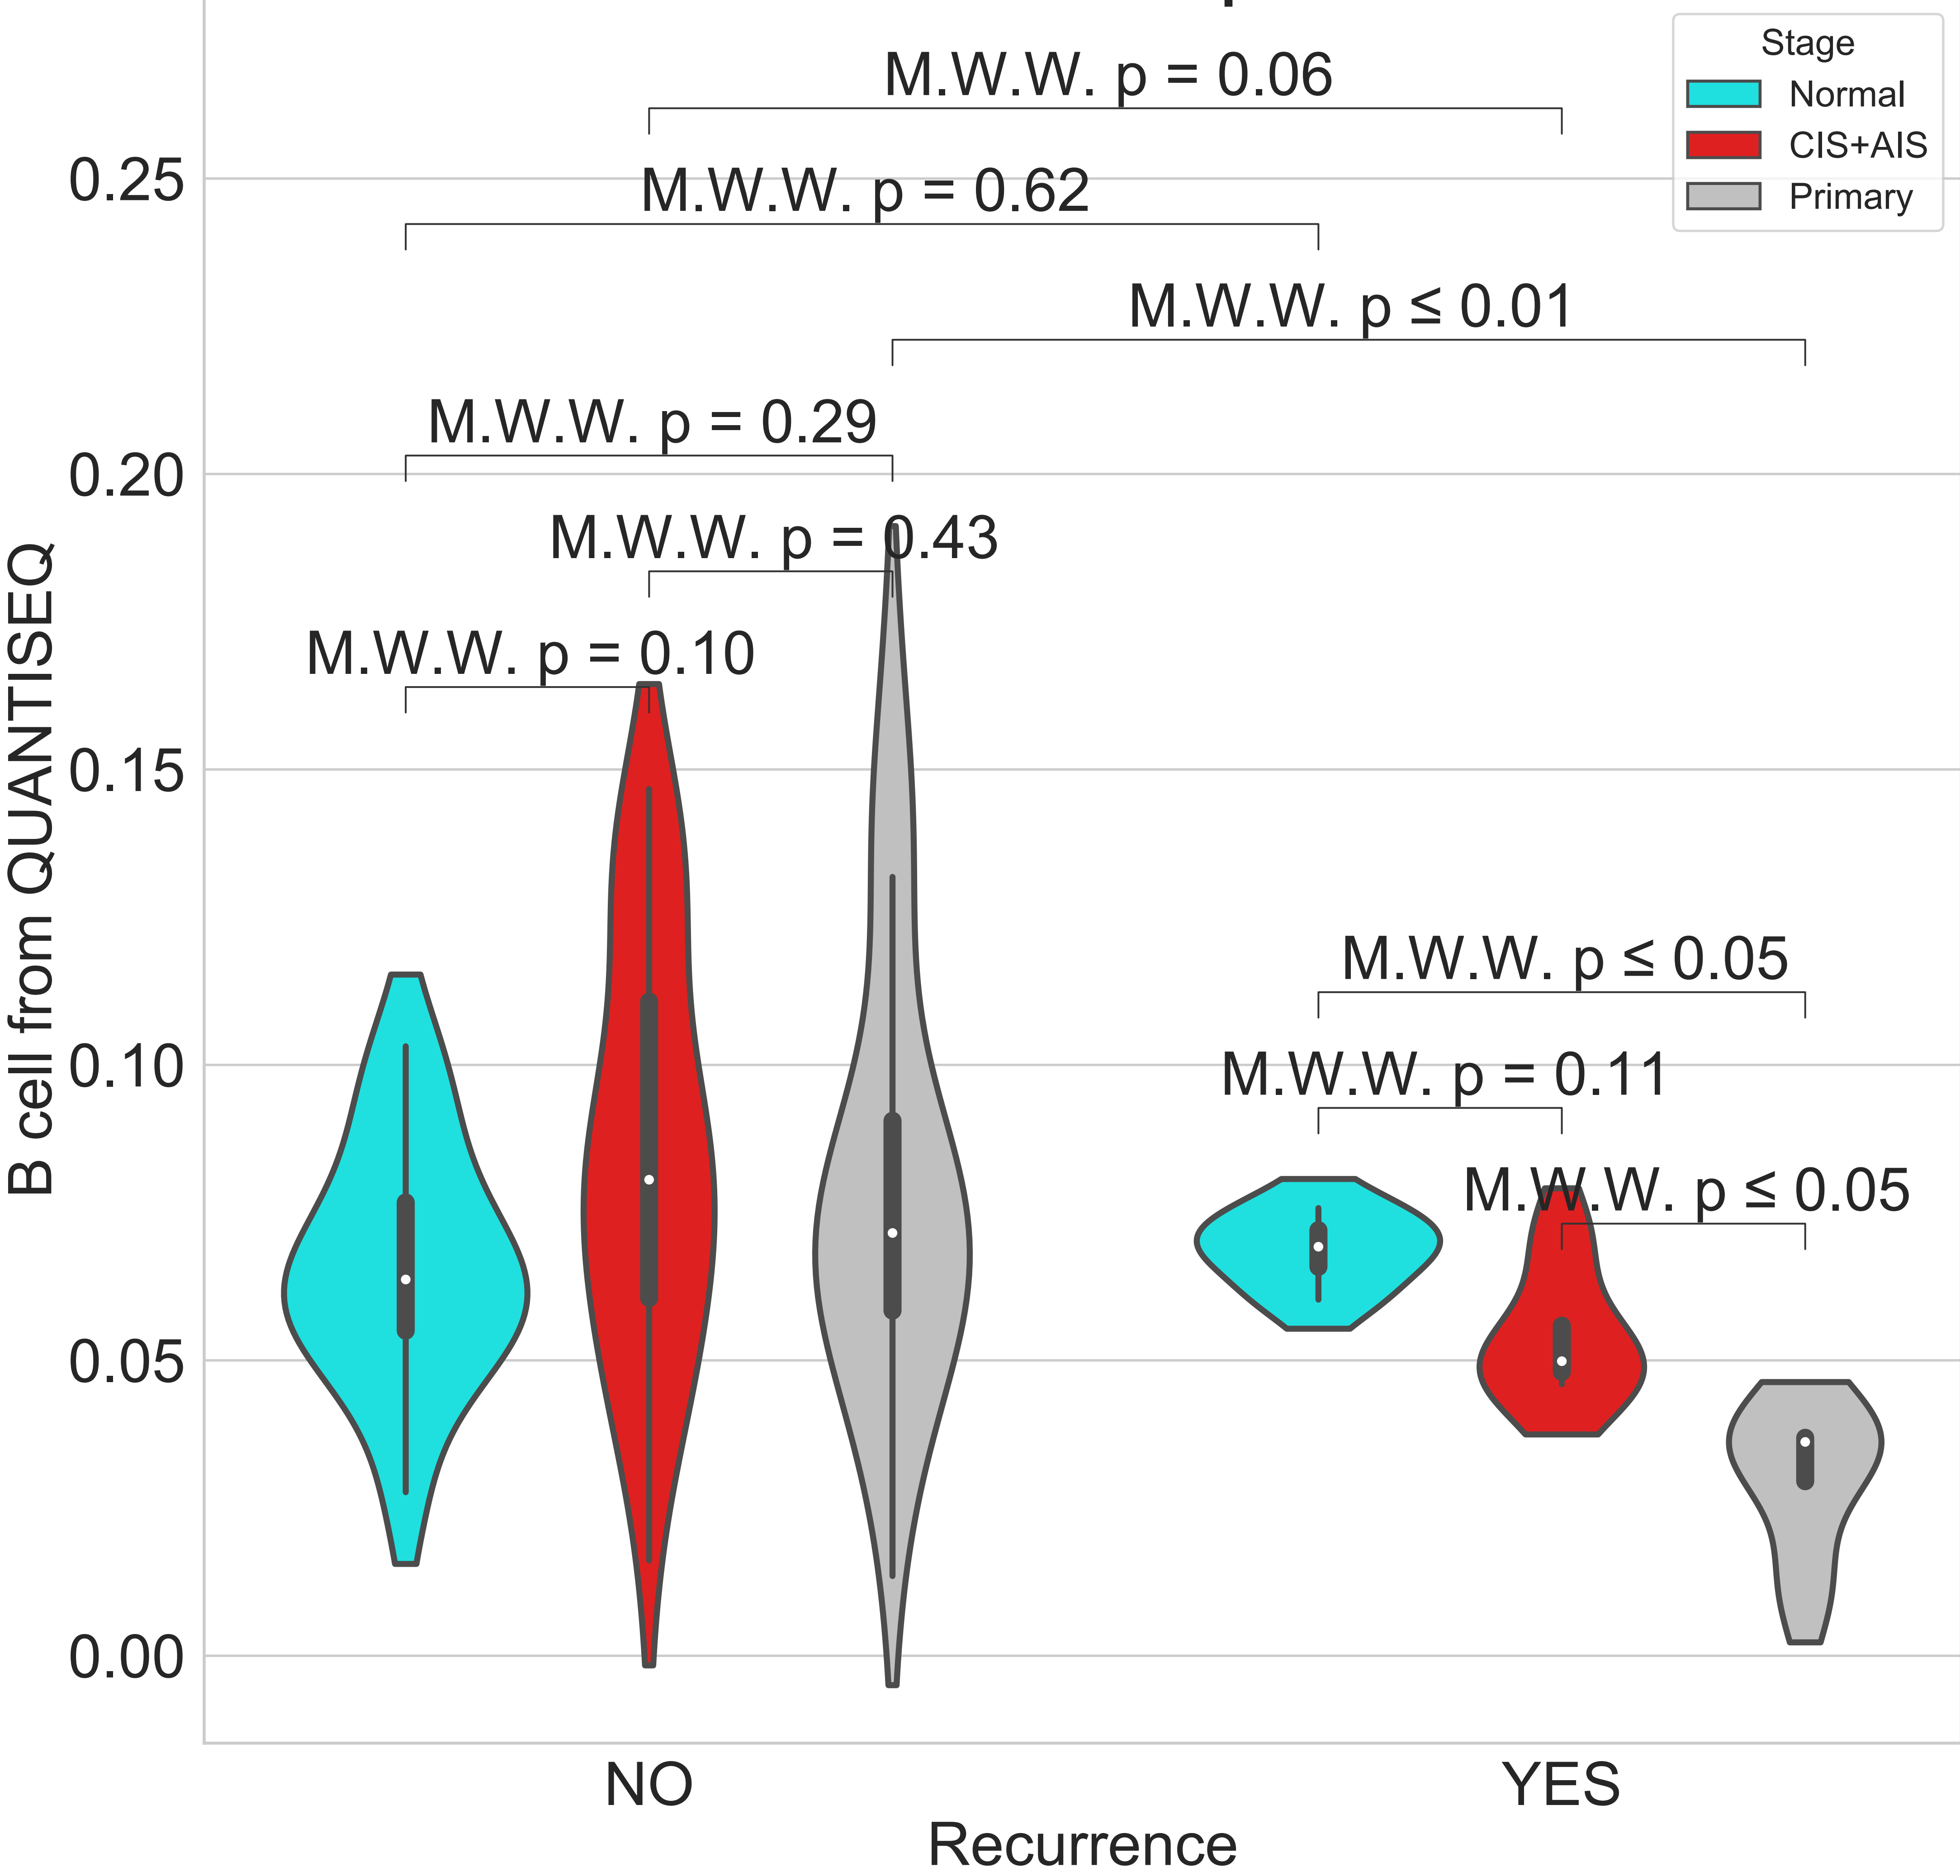 Stage
Normal
CIS+AIS
Primary
M.W.W. p = 0.06
M.W.W. p = 0.62
M.W.W. p ≤ 0.01
M.W.W. p = 0.29
M.W.W. p = 0.43
M.W.W. p = 0.10
M.W.W. p ≤ 0.05
M.W.W. p = 0.11
M.W.W. p ≤ 0.05
0.25
0.20
0.15
0.10
0.05
0.00
B cell from QUANTISEQ
NO
YES
Recurrence